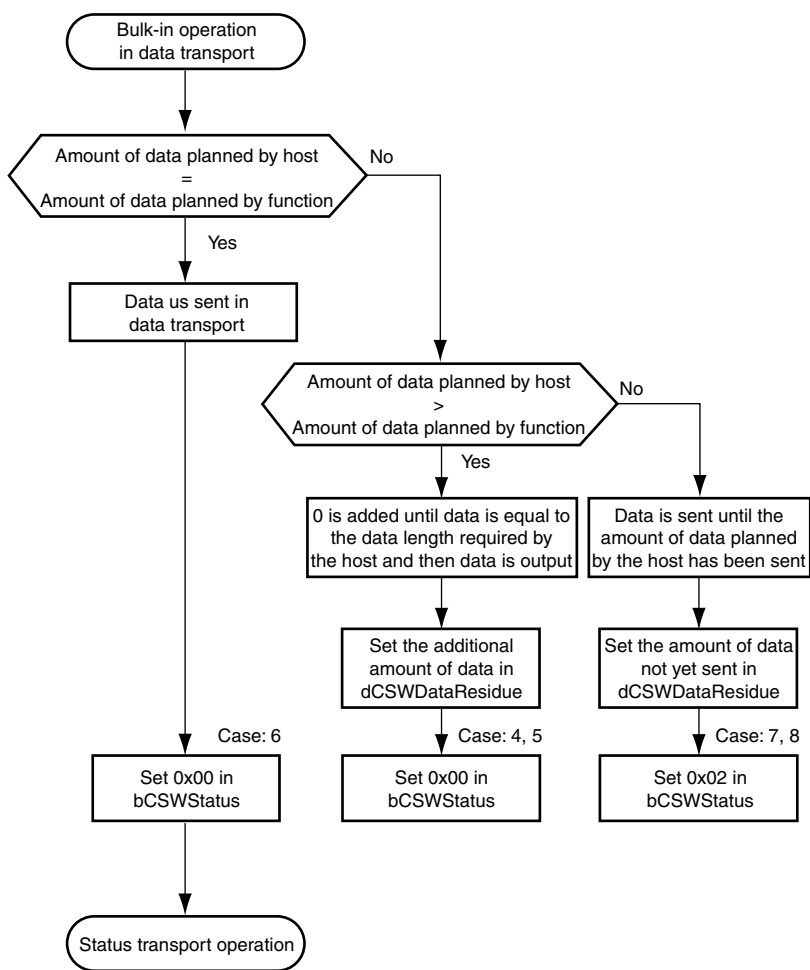 Bulk-in operation
in data transport
Amount of data planned by host
=
Amount of data planned by function
No
Yes
Data us sent in
data transport
Amount of data planned by host
>
Amount of data planned by function
No
Yes
0 is added until data is equal to
the data length required by
the host and then data is output
Data is sent until the
amount of data planned
by the host has been sent
Set the additional
amount of data in
dCSWDataResidue
Set the amount of data
not yet sent in
dCSWDataResidue
Case: 6
Case: 4, 5
Case: 7, 8
Set 0x00 in
bCSWStatus
Set 0x00 in
bCSWStatus
Set 0x02 in
bCSWStatus
Status transport operation